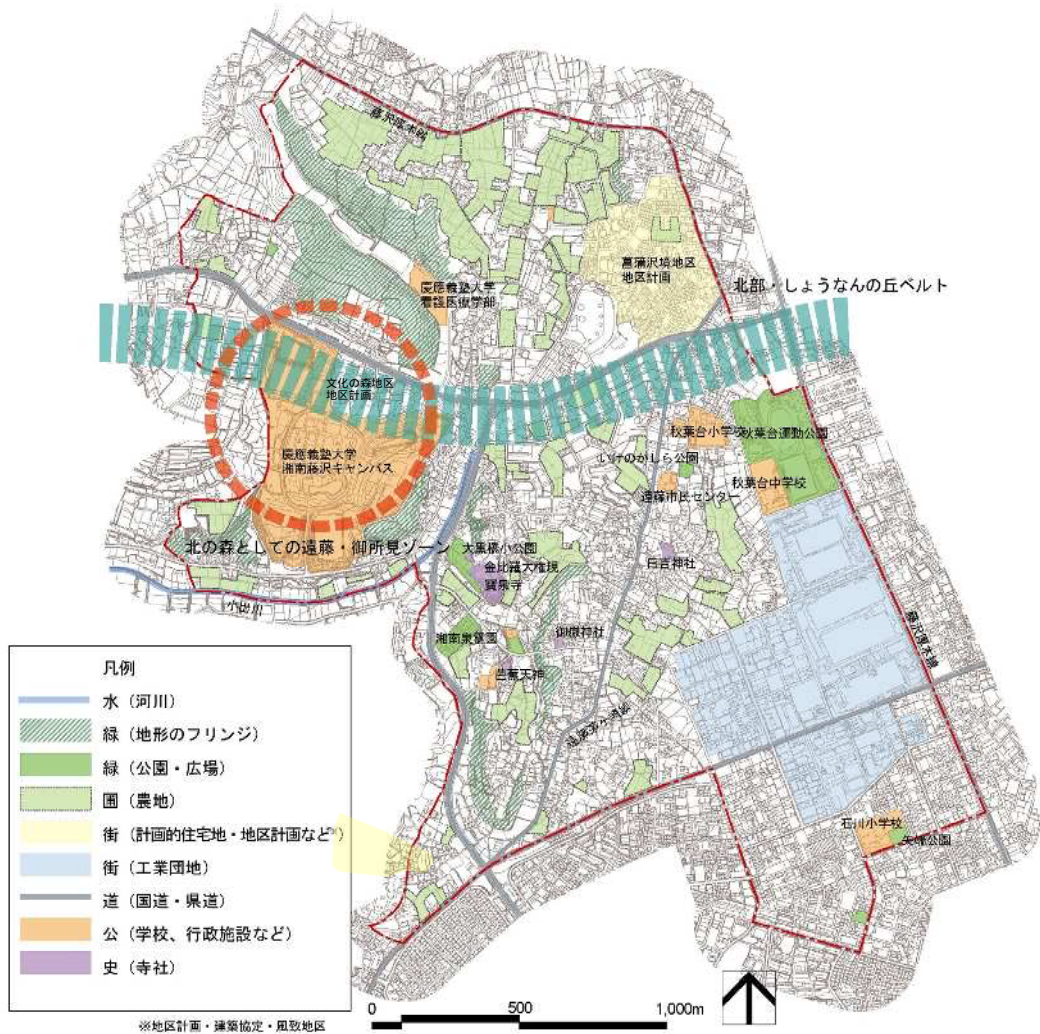 藤沢厚木線
菖蒲沢境地区
地区計画
慶應義塾大学
看護医療学部
北部・しょうなんの丘ベルト
文化の森地区
地区計画
秋葉台小学校
秋葉台運動公園
慶應義塾大学
湘南藤沢キャンパス
いけのがしら公園
遠藤市民センター
秋葉台中学校
北の森としての遠藤・御所見ゾーン
大黒橋小公園
金比羅大権現
寶泉寺
日吉神社
小出川
藤沢厚木線
湘南泉霊園
御嶽神社
芭蕉天神
石川小学校
公園
凡例
水(河川)
緑(地形のフリンジ)
緑(公園・広場)
圃(農地)
街(計画的住宅地・地区計画など※)
街(工業団地)
道(国道・県道)
公(学校、行政施設など)
史(寺社)
※地区計画・建築協定・風致地区
0 500 1,000m